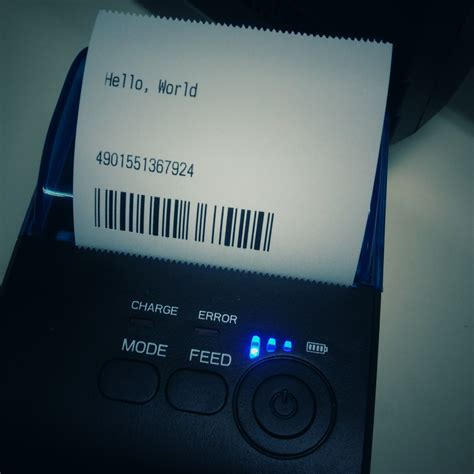 Hello, World
4901551367924
CHARGE ERROR
MODE FEED